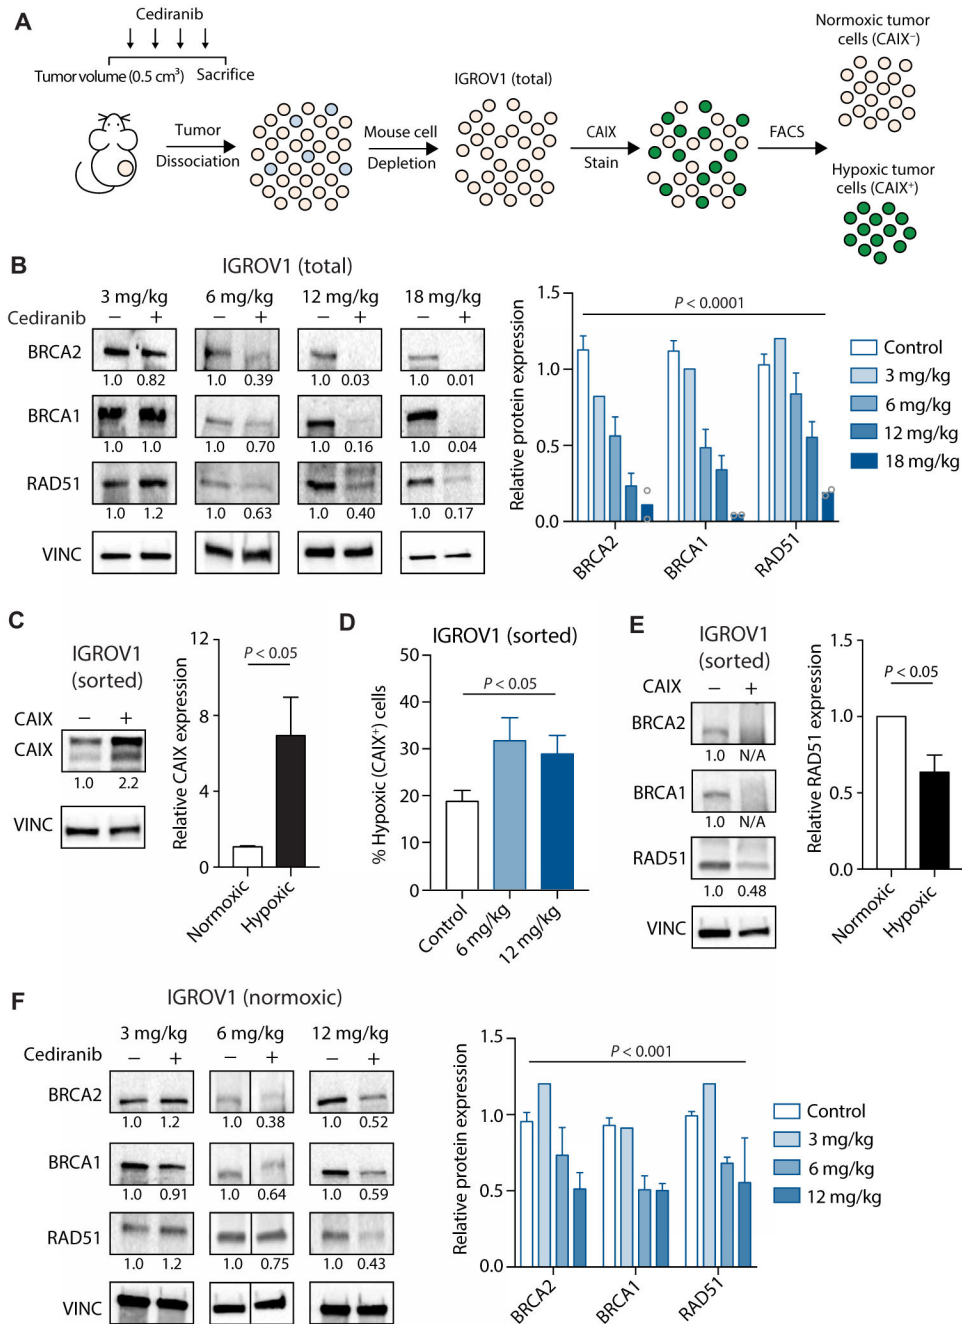 A
Cediranib
Tumor volume (0.5 cm³) Sacrifice
Tumor
Dissociation
Mouse cell
Depletion
IGROV1 (total)
CAIX
Stain
FACS
Normoxic tumor
cells (CAIX⁻)
Hypoxic tumor
cells (CAIX⁺)
B
IGROV1 (total)
3 mg/kg 6 mg/kg 12 mg/kg 18 mg/kg
Cediranib − + − + − + − +
BRCA2
1.0 0.82 1.0 0.39 1.0 0.03 1.0 0.01
BRCA1
1.0 1.0 1.0 0.70 1.0 0.16 1.0 0.04
RAD51
1.0 1.2 1.0 0.63 1.0 0.40 1.0 0.17
VINC
Relative protein expression
1.5
1.0
0.5
0.0
P < 0.0001
BRCA2
BRCA1
RAD51
Control
3 mg/kg
6 mg/kg
12 mg/kg
18 mg/kg
C
IGROV1
(sorted)
CAIX − +
CAIX
1.0 2.2
VINC
Relative CAIX expression
12
8
4
0
P < 0.05
Normoxic
Hypoxic
D
IGROV1 (sorted)
% Hypoxic (CAIX⁺) cells
50
40
30
20
10
0
P < 0.05
Control
6 mg/kg
12 mg/kg
E
IGROV1
(sorted)
CAIX − +
BRCA2
1.0 N/A
BRCA1
1.0 N/A
RAD51
1.0 0.48
VINC
Relative RAD51 expression
1.5
1.0
0.5
0.0
P < 0.05
Normoxic
Hypoxic
F
IGROV1 (normoxic)
3 mg/kg 6 mg/kg 12 mg/kg
Cediranib − + − + − +
BRCA2
1.0 1.2 1.0 0.38 1.0 0.52
BRCA1
1.0 0.91 1.0 0.64 1.0 0.59
RAD51
1.0 1.2 1.0 0.75 1.0 0.43
VINC
Relative protein expression
1.5
1.0
0.5
0.0
P < 0.001
BRCA2
BRCA1
RAD51
Control
3 mg/kg
6 mg/kg
12 mg/kg